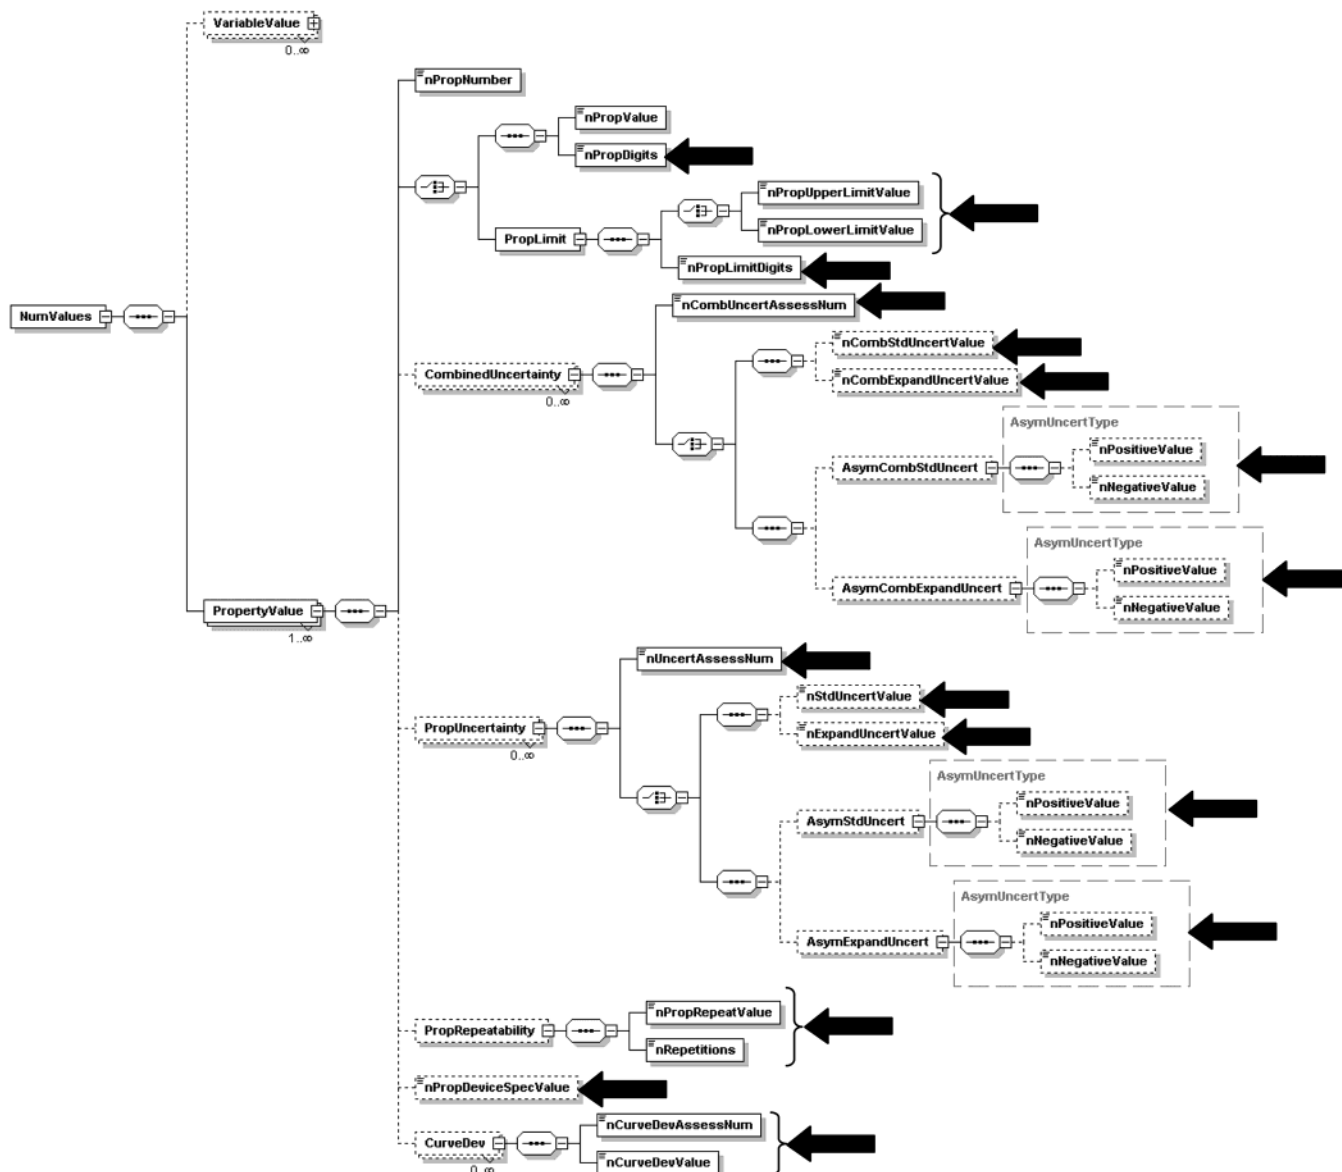 VariableValue
0..∞
nPropNumber
nPropValue
nPropDigits
nPropUpperLimitValue
nPropLowerLimitValue
PropLimit
nPropLimitDigits
nCombUncertAssessNum
NumValues
nCombStdUncertValue
CombinedUncertainty
nCombExpandUncertValue
0..∞
AsymUncertType
nPositiveValue
AsymCombStdUncert
nNegativeValue
AsymUncertType
nPositiveValue
AsymCombExpandUncert
nNegativeValue
PropertyValue
1..∞
nUncertAssessNum
nStdUncertValue
PropUncertainty
nExpandUncertValue
0..∞
AsymUncertType
nPositiveValue
AsymStdUncert
nNegativeValue
AsymUncertType
nPositiveValue
AsymExpandUncert
nNegativeValue
nPropRepeatValue
PropRepeatability
nRepetitions
nPropDeviceSpecValue
nCurveDevAssessNum
CurveDev
nCurveDevValue
0..∞